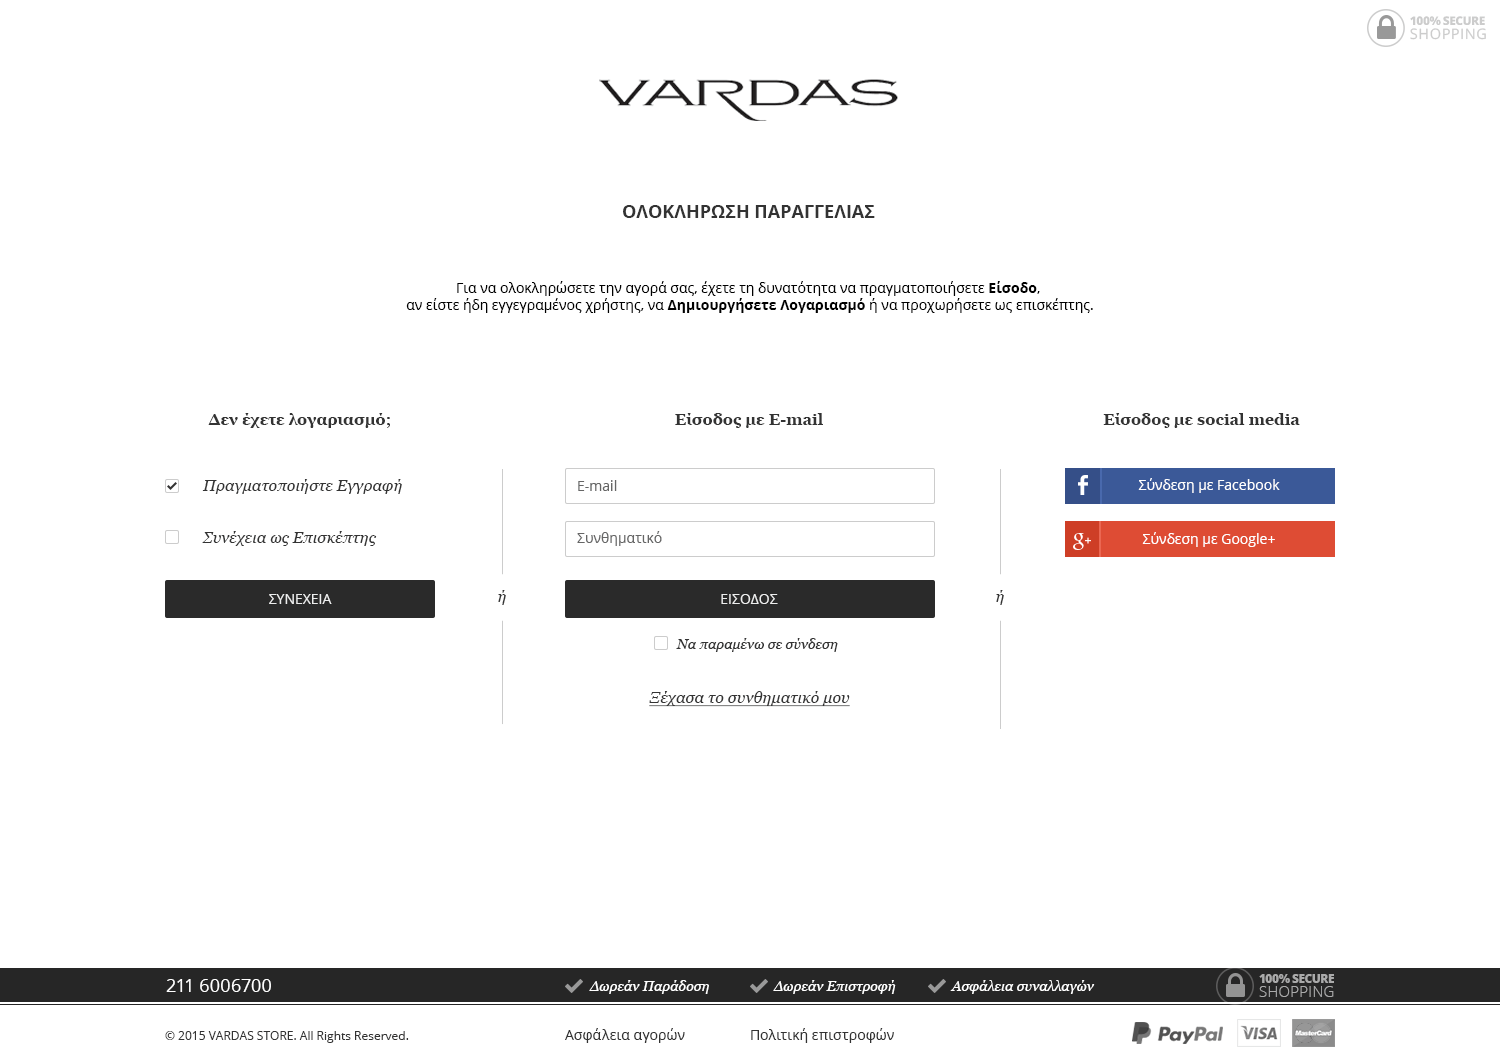 100% SECURE
SHOPPING
VARDAS
ΟΛΟΚΛΗΡΩΣΗ ΠΑΡΑΓΓΕΛΙΑΣ
Για να ολοκληρώσετε την αγορά σας, έχετε τη δυνατότητα να πραγματοποιήσετε Είσοδο,
αν είστε ήδη εγγεγραμένος χρήστης, να Δημιουργήσετε Λογαριασμό ή να προχωρήσετε ως επισκέπτης.
Δεν έχετε λογαριασμό;
Πραγματοποιήστε Εγγραφή
Συνέχεια ως Επισκέπτης
ΣΥΝΕΧΕΙΑ
ή
Είσοδος με E-mail
E-mail
Συνθηματικό
ΕΙΣΟΔΟΣ
Να παραμένω σε σύνδεση
Ξέχασα το συνθηματικό μου
ή
Είσοδος με social media
f
Σύνδεση με Facebook
g+
Σύνδεση με Google+
211 6006700
Δωρεάν Παράδοση
Δωρεάν Επιστροφή
Ασφάλεια συναλλαγών
100% SECURE
SHOPPING
© 2015 VARDAS STORE. All Rights Reserved.
Ασφάλεια αγορών
Πολιτική επιστροφών
PayPal
VISA
MasterCard